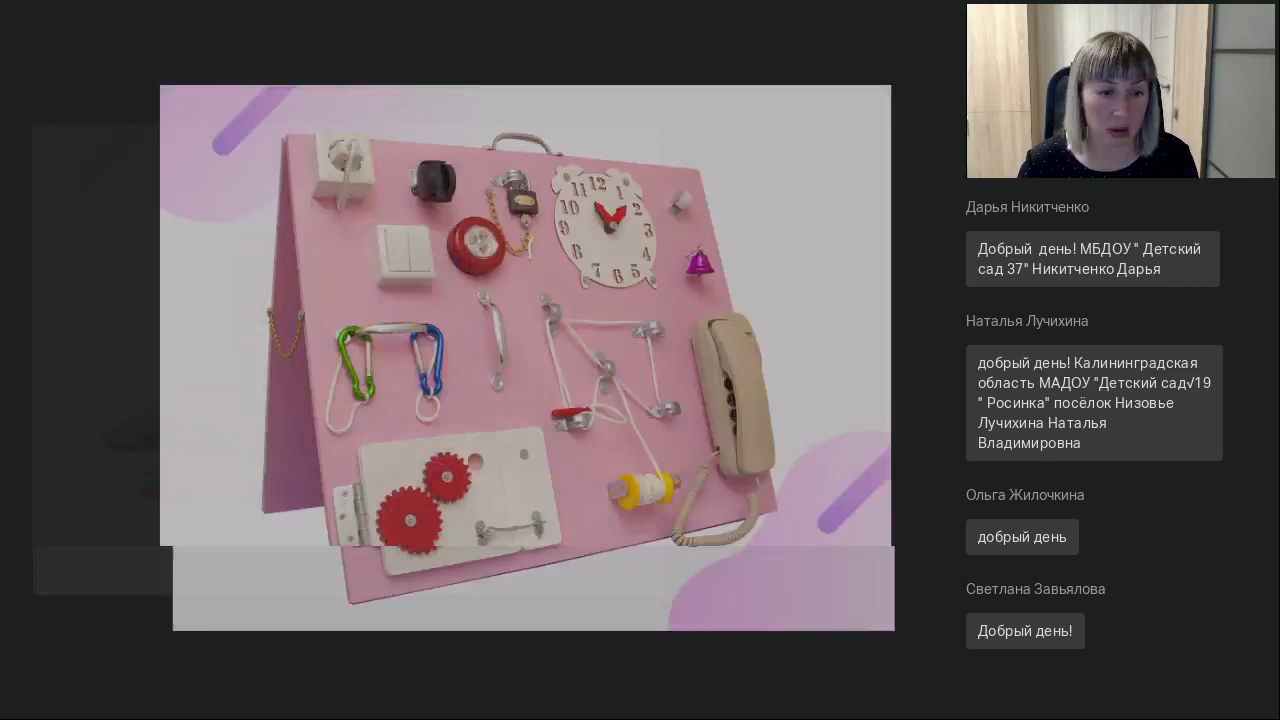 12
11
1
10
2
9
3
8
4
7
6
5
Дарья Никитченко
Добрый день! МБДОУ " Детский
сад 37" Никитченко Дарья
Наталья Лучихина
добрый день! Калининградская
область МАДОУ "Детский сад√19
" Росинка" посёлок Низовье
Лучихина Наталья
Владимировна
Ольга Жилочкина
добрый день
Светлана Завьялова
Добрый день!